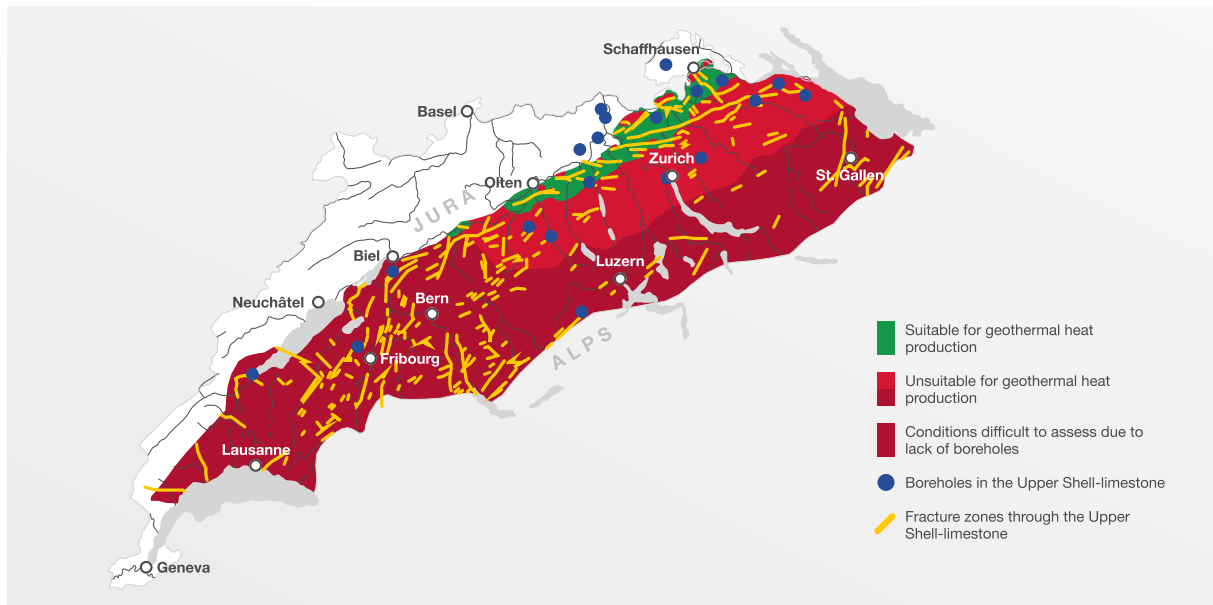 Schaffhausen
Basel
Zurich
St. Gallen
Olten
JURA
Biel
Luzern
Neuchâtel
Bern
ALPS
Fribourg
Lausanne
Geneva
Suitable for geothermal heat
production
Unsuitable for geothermal heat
production
Conditions difficult to assess due to
lack of boreholes
Boreholes in the Upper Shell-limestone
Fracture zones through the Upper
Shell-limestone